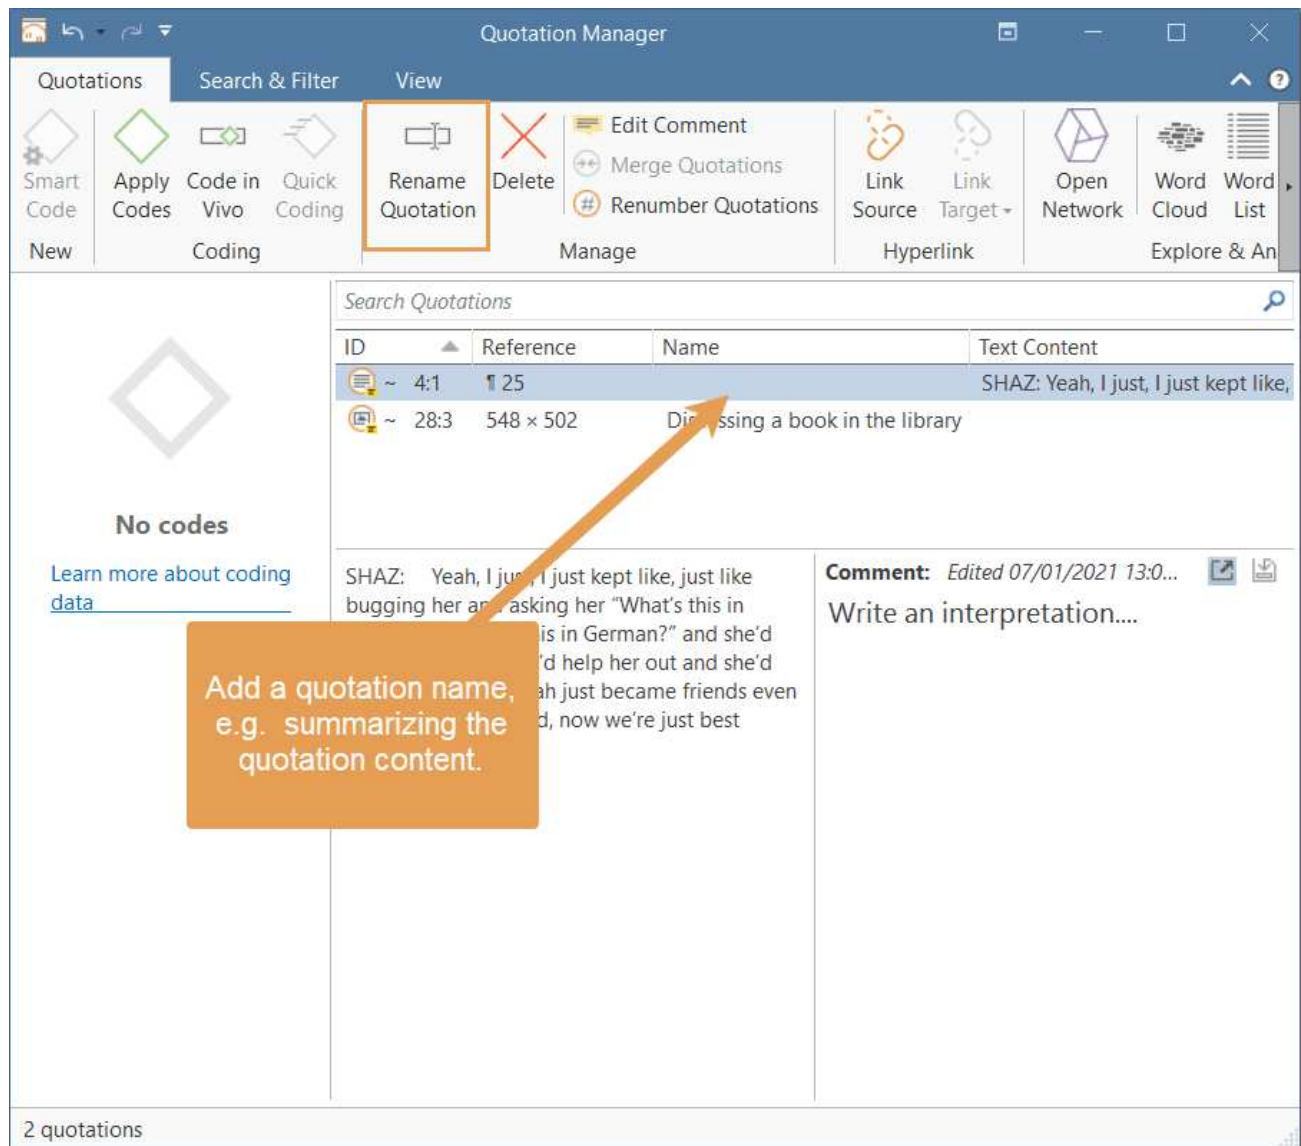 Quotation Manager
Quotations Search & Filter View
Smart Code
Apply Codes
Code in Vivo
Quick Coding
Rename Quotation
Delete
Edit Comment
Merge Quotations
Renumber Quotations
Link Source
Link Target
Open Network
Word Cloud
Word List
New Coding Manage Hyperlink Explore & An
Search Quotations
ID Reference Name Text Content
~ 4:1 ¶ 25 SHAZ: Yeah, I just, I just kept like,
~ 28:3 548 × 502 Discussing a book in the library
No codes
Learn more about coding
data
SHAZ: Yeah, I just, I just kept like, just like
bugging her and asking her “What's this in
is in German?” and she'd
'd help her out and she'd
ah just became friends even
d, now we're just best
Comment: Edited 07/01/2021 13:0...
Write an interpretation....
Add a quotation name,
e.g. summarizing the
quotation content.
2 quotations